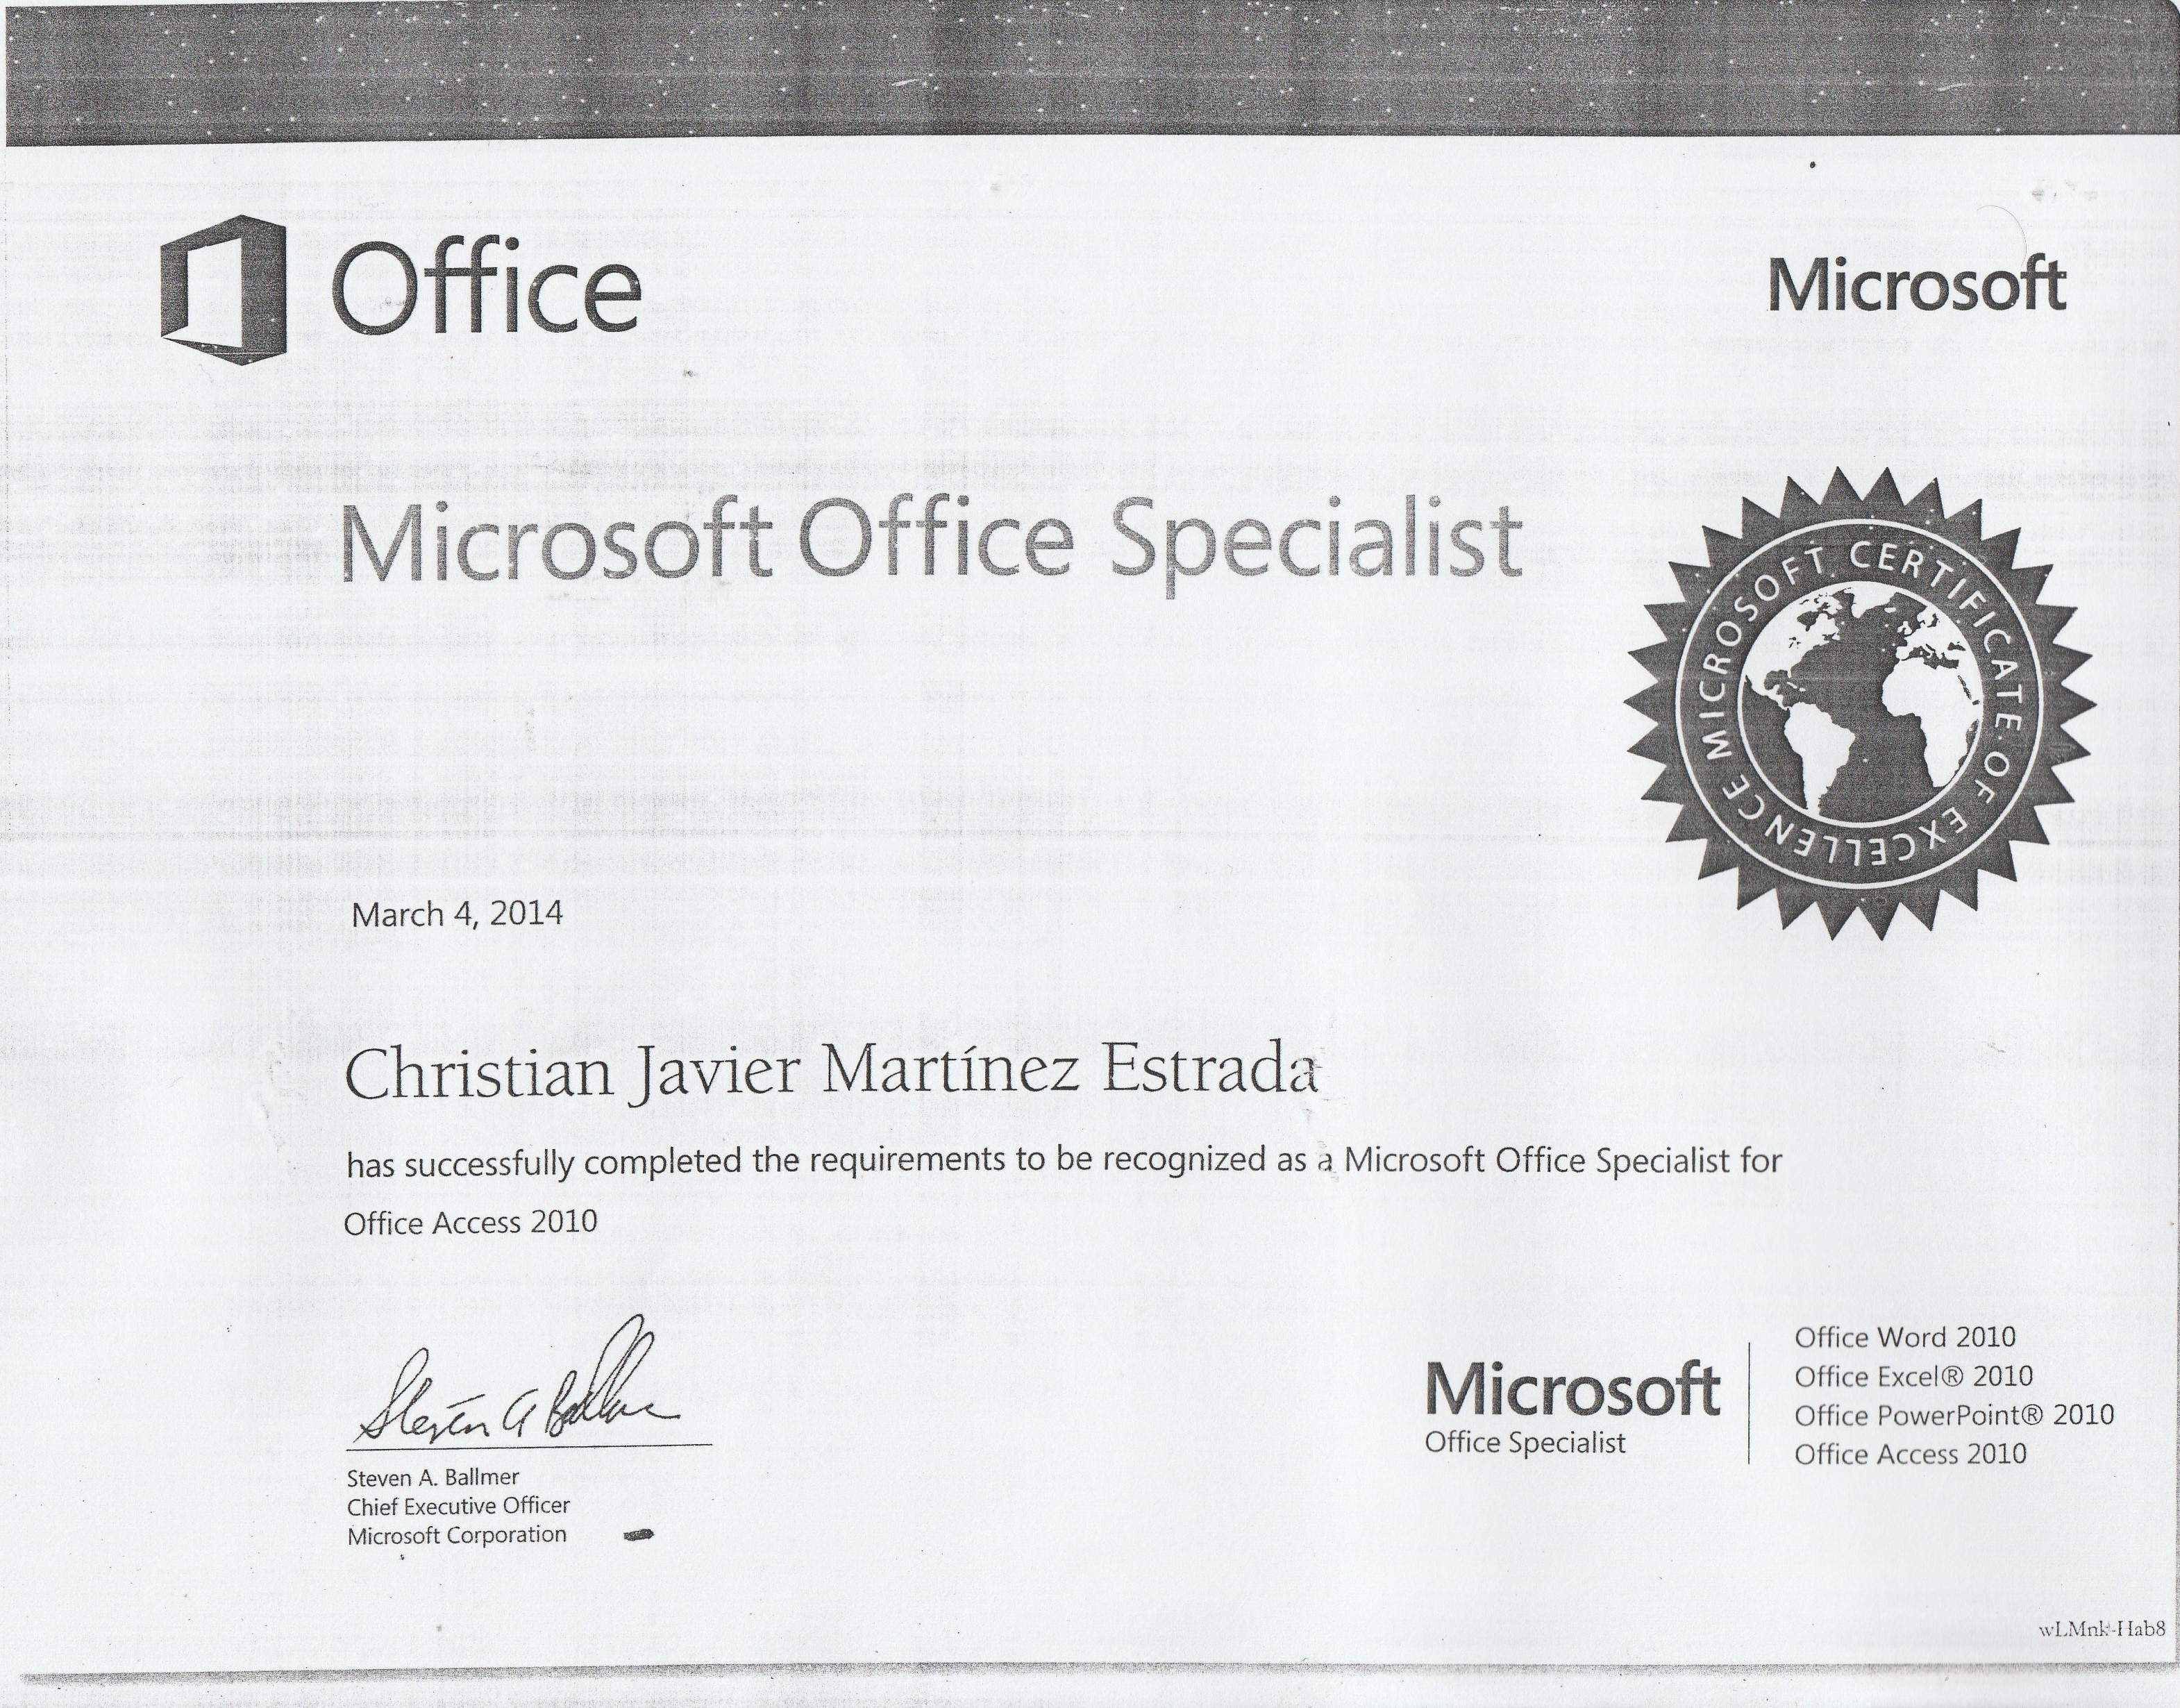 Office
Microsoft
Microsoft Office Specialist
MICROSOFT CERTIFICATE OF EXCELLENCE
March 4, 2014
Christian Javier Martínez Estrada
has successfully completed the requirements to be recognized as a Microsoft Office Specialist for
Office Access 2010
Steven A Ballmer
Steven A. Ballmer
Chief Executive Officer
Microsoft Corporation
Microsoft
Office Specialist
Office Word 2010
Office Excel® 2010
Office PowerPoint® 2010
Office Access 2010
wLMnk-Hab8